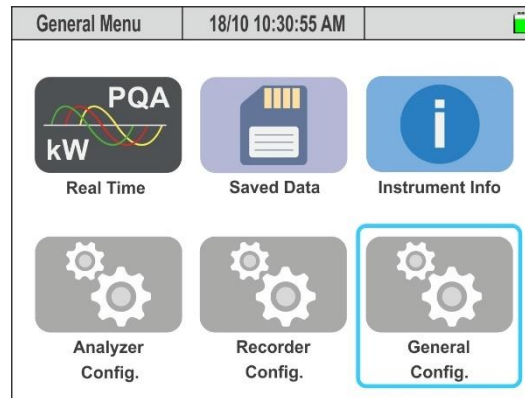 General Menu 18/10 10:30:55 AM
PQA
kW
Real Time Saved Data Instrument Info
Analyzer Recorder General
Config. Config. Config.